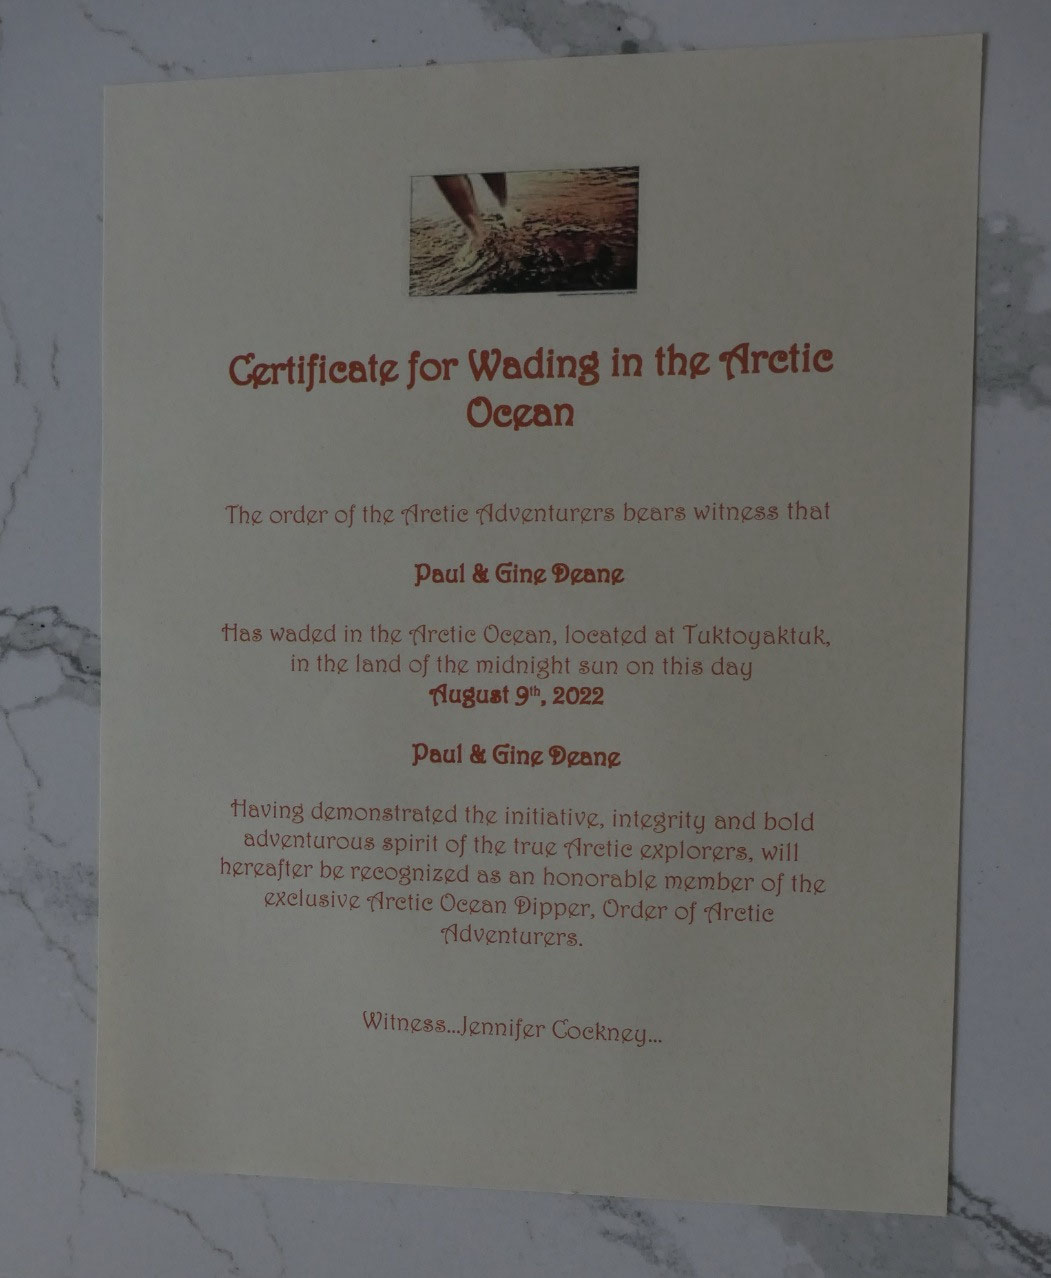 Certificate for Wading in the Arctic
Ocean
The order of the Arctic Adventurers bears witness that
Paul & Gine Deane
Has waded in the Arctic Ocean, located at Tuktoyaktuk,
in the land of the midnight sun on this day
August 9th, 2022
Paul & Gine Deane
Having demonstrated the initiative, integrity and bold
adventurous spirit of the true Arctic explorers, will
hereafter be recognized as an honorable member of the
exclusive Arctic Ocean Dipper, Order of Arctic
Adventurers.
Witness...Jennifer Cockney...